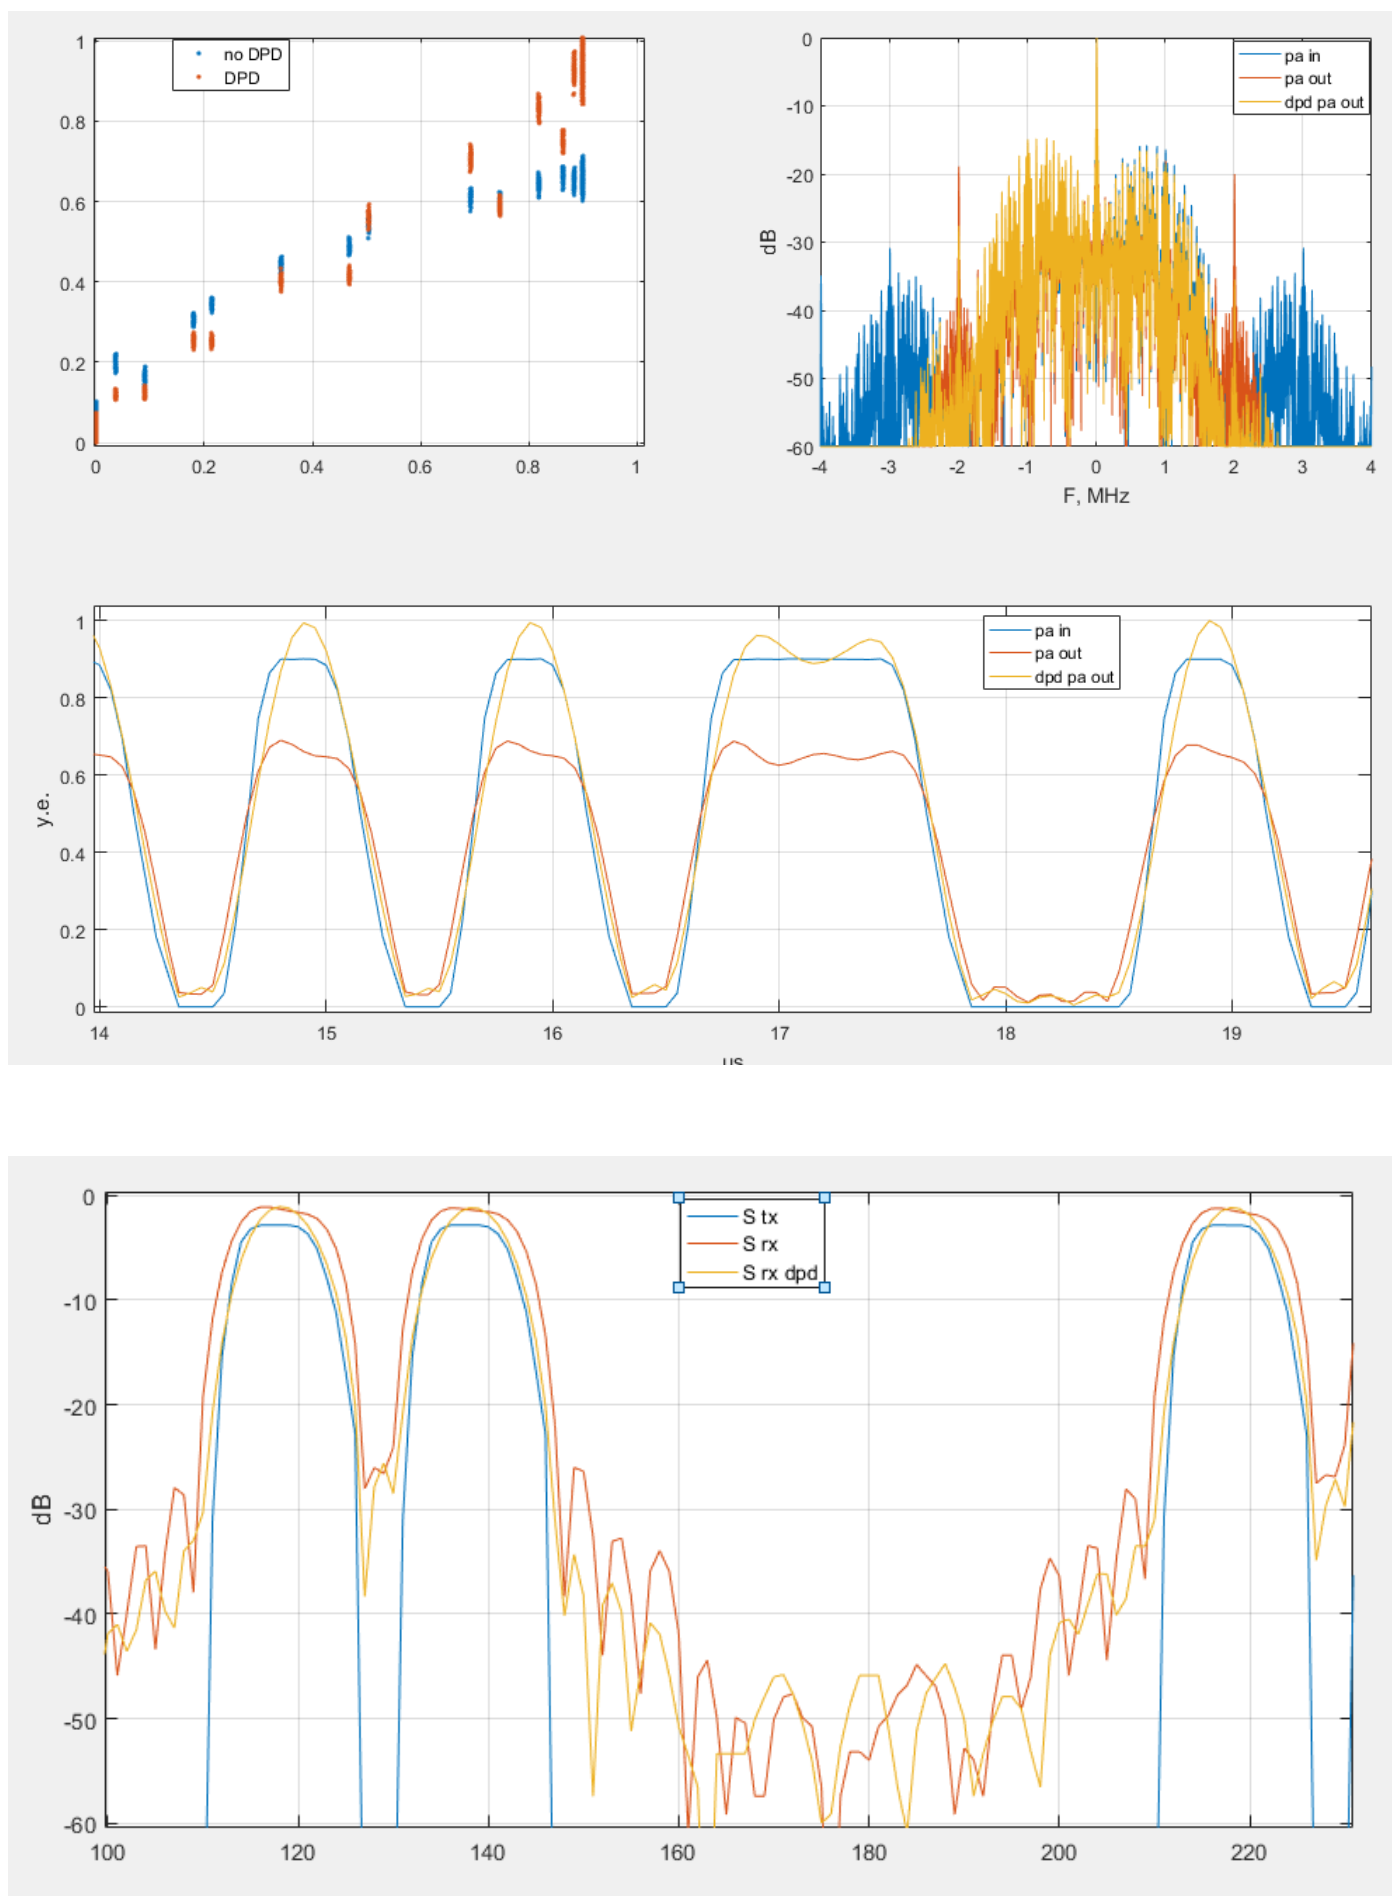 no DPD
DPD
1
0.8
0.6
0.4
0.2
0
0 0.2 0.4 0.6 0.8 1
pa in
pa out
dpd pa out
0
-10
-20
-30
-40
-50
-60
dB
-4 -3 -2 -1 0 1 2 3 4
F, MHz
pa in
pa out
dpd pa out
1
0.8
0.6
0.4
0.2
0
y.e.
14 15 16 17 18 19
us
S tx
S rx
S rx dpd
0
-10
-20
-30
-40
-50
-60
dB
100 120 140 160 180 200 220